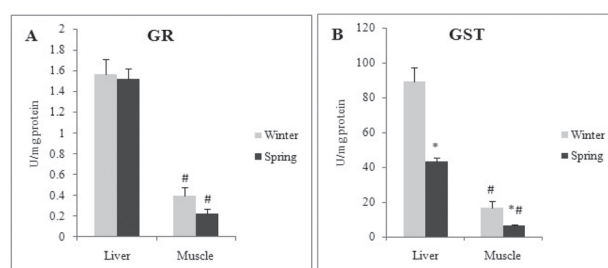 A
GR
U/mg protein
1.8
1.6
1.4
1.2
1
0.8
0.6
0.4
0.2
0
#
#
Liver
Muscle
Winter
Spring
B
GST
U/mg protein
120
100
80
60
40
20
0
*
#
*#
Liver
Muscle
Winter
Spring